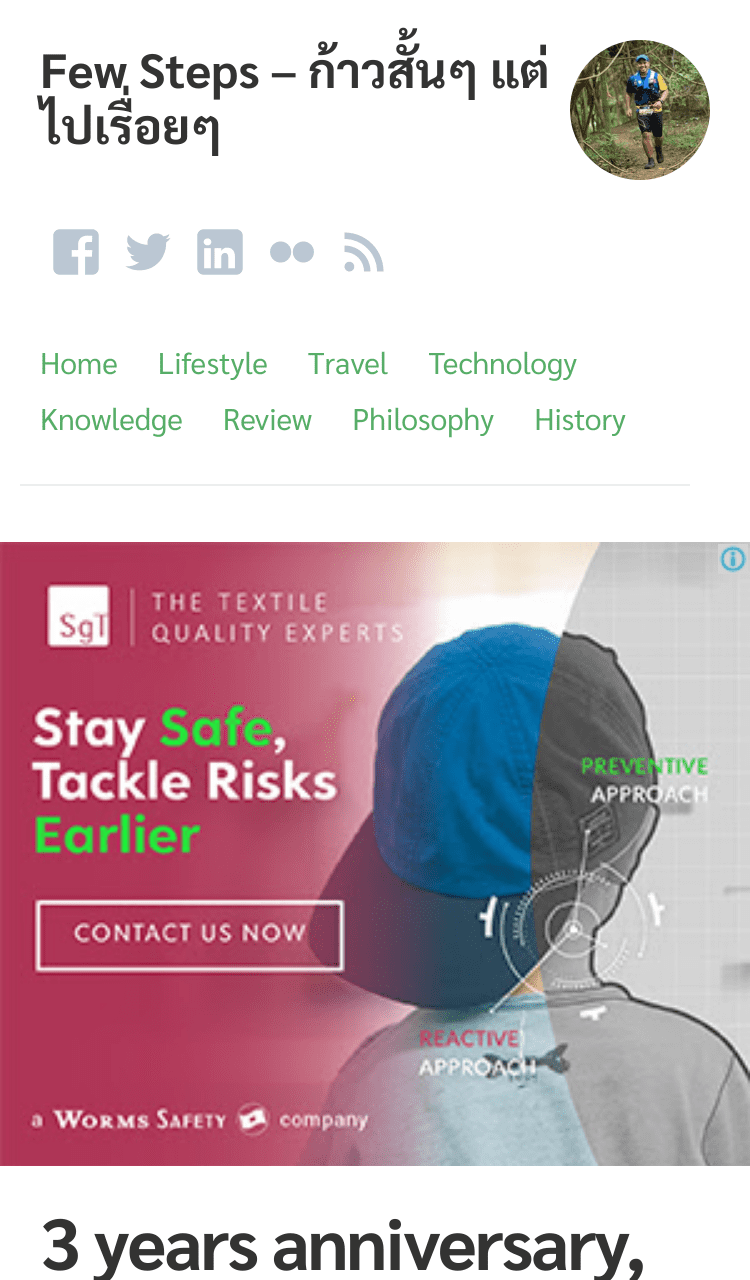 Few Steps – ก้าวสั้นๆ แต่
ไปเรื่อยๆ
Home Lifestyle Travel Technology
Knowledge Review Philosophy History
SgT THE TEXTILE
QUALITY EXPERTS
Stay Safe,
Tackle Risks
Earlier
PREVENTIVE
APPROACH
CONTACT US NOW
REACTIVE
APPROACH
a WORMS SAFETY company
3 years anniversary,